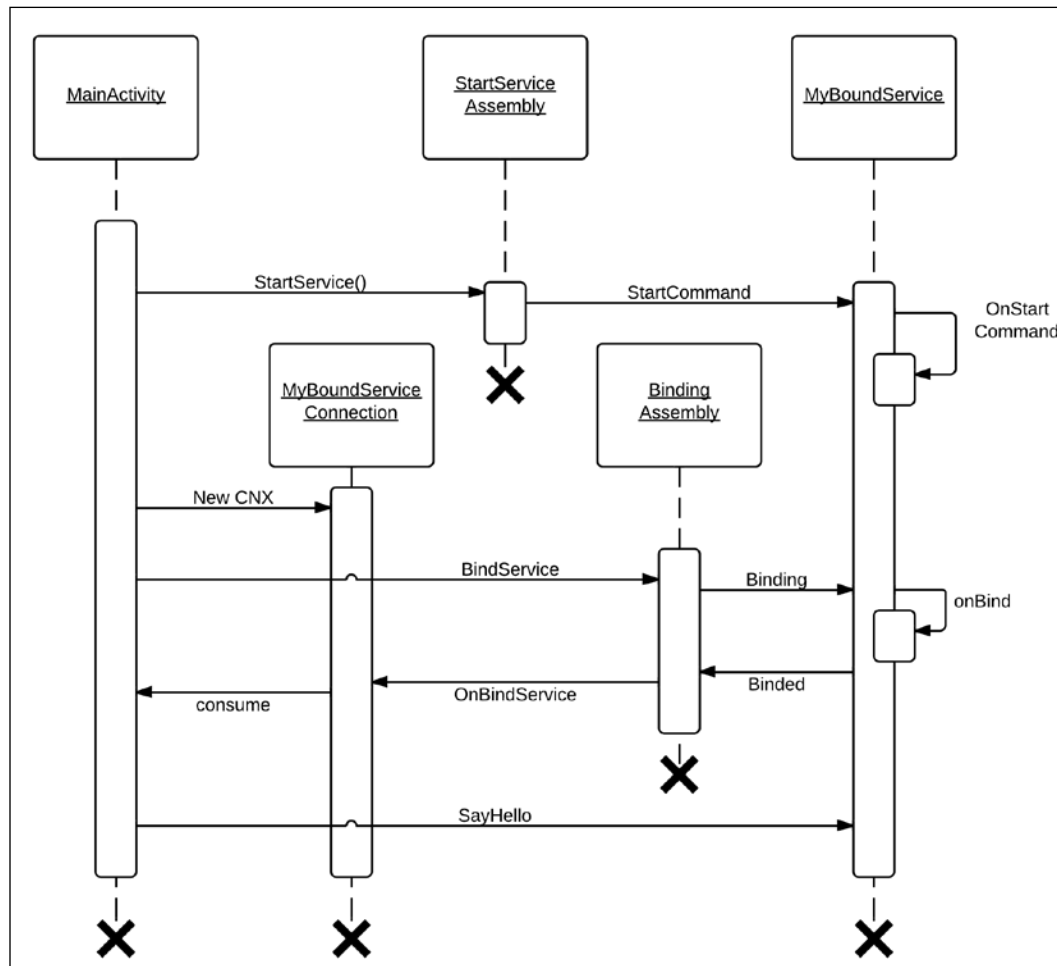 MainActivity
StartService
Assembly
MyBoundService
StartService()
StartCommand
OnStart
Command
MyBoundService
Connection
Binding
Assembly
New CNX
BindService
Binding
onBind
Binded
OnBindService
consume
SayHello